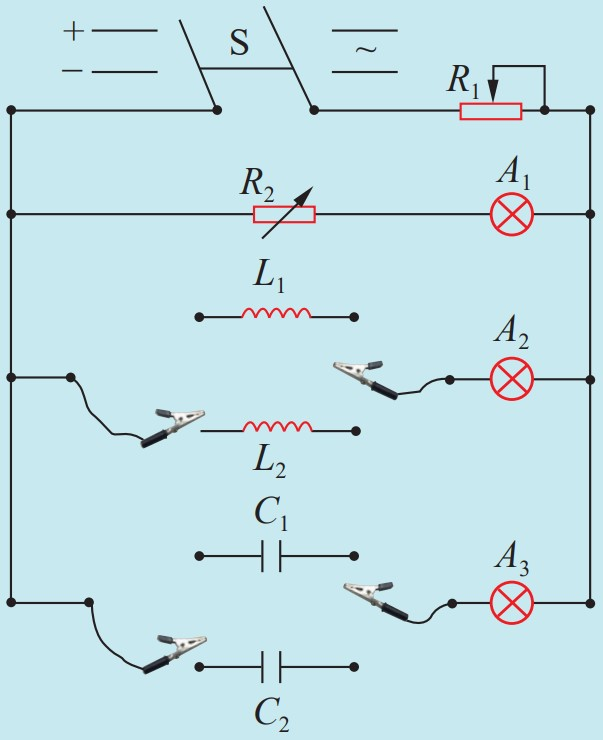 + S
− ~
R₁
A₁
R₂
L₁
A₂
L₂
C₁
A₃
C₂